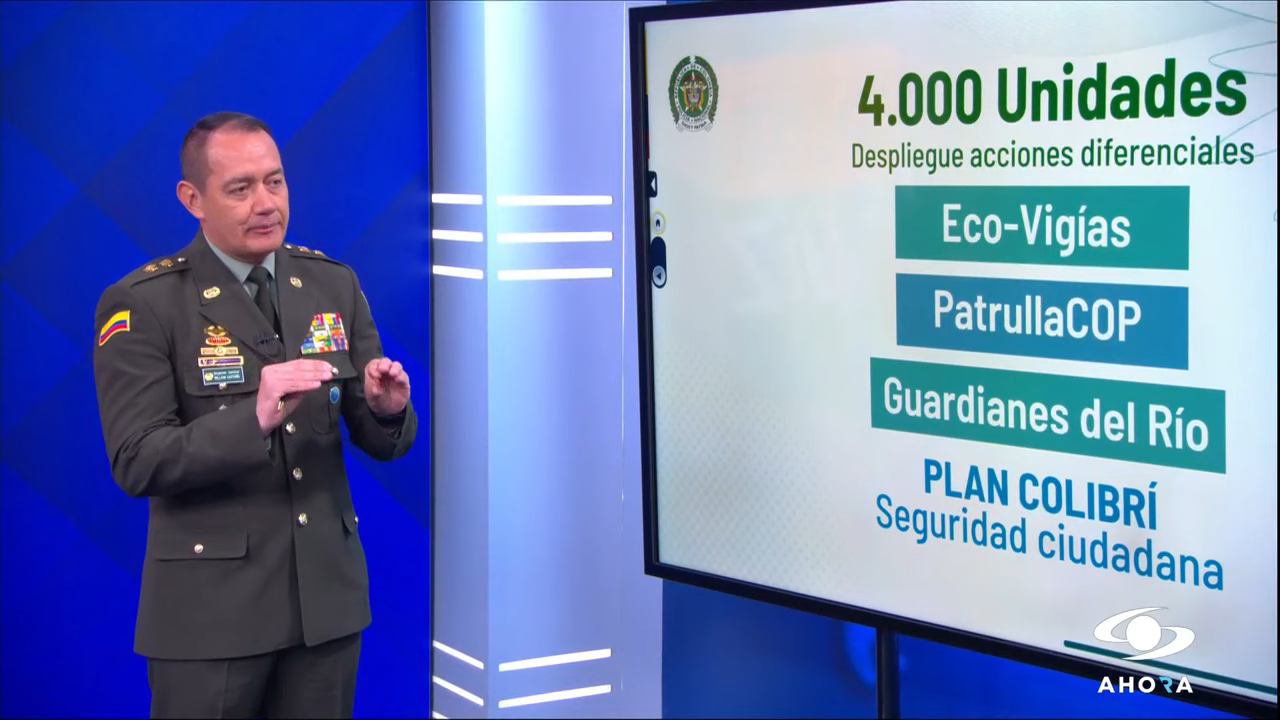 4.000 Unidades
Despliegue acciones diferenciales
Eco-Vigías
PatrullaCOP
Guardianes del Río
PLAN COLIBRÍ
Seguridad ciudadana
AHORA